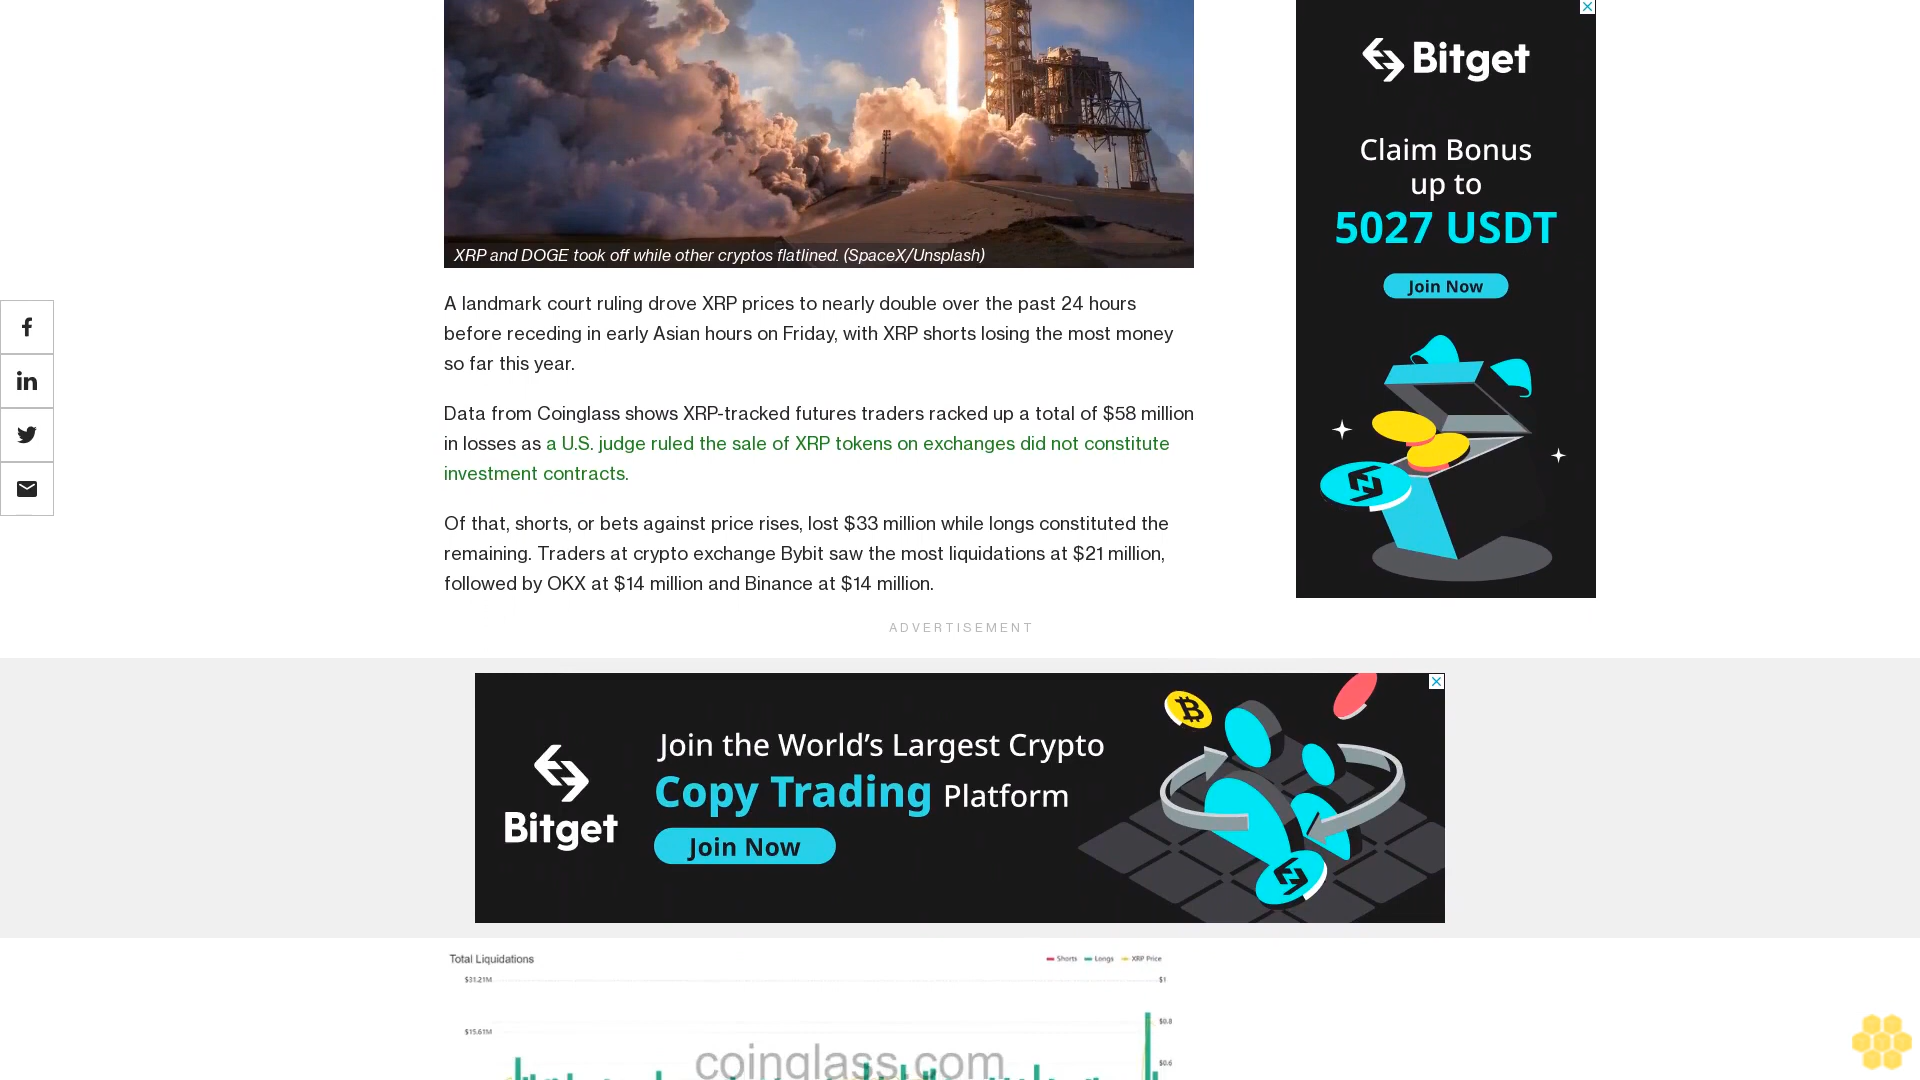 XRP and DOGE took off while other cryptos flatlined. (SpaceX/Unsplash)
A landmark court ruling drove XRP prices to nearly double over the past 24 hours
before receding in early Asian hours on Friday, with XRP shorts losing the most money
so far this year.
Data from Coinglass shows XRP-tracked futures traders racked up a total of $58 million
in losses as a U.S. judge ruled the sale of XRP tokens on exchanges did not constitute
investment contracts.
Of that, shorts, or bets against price rises, lost $33 million while longs constituted the
remaining. Traders at crypto exchange Bybit saw the most liquidations at $21 million,
followed by OKX at $14 million and Binance at $14 million.
Bitget
Claim Bonus
up to
5027 USDT
Join Now
ADVERTISEMENT
Bitget
Join the World's Largest Crypto
Copy Trading Platform
Join Now
Total Liquidations
Shorts Longs XRP Price
$31.21M
$1
$15.61M
$0.8
$0.6
coinglass.com